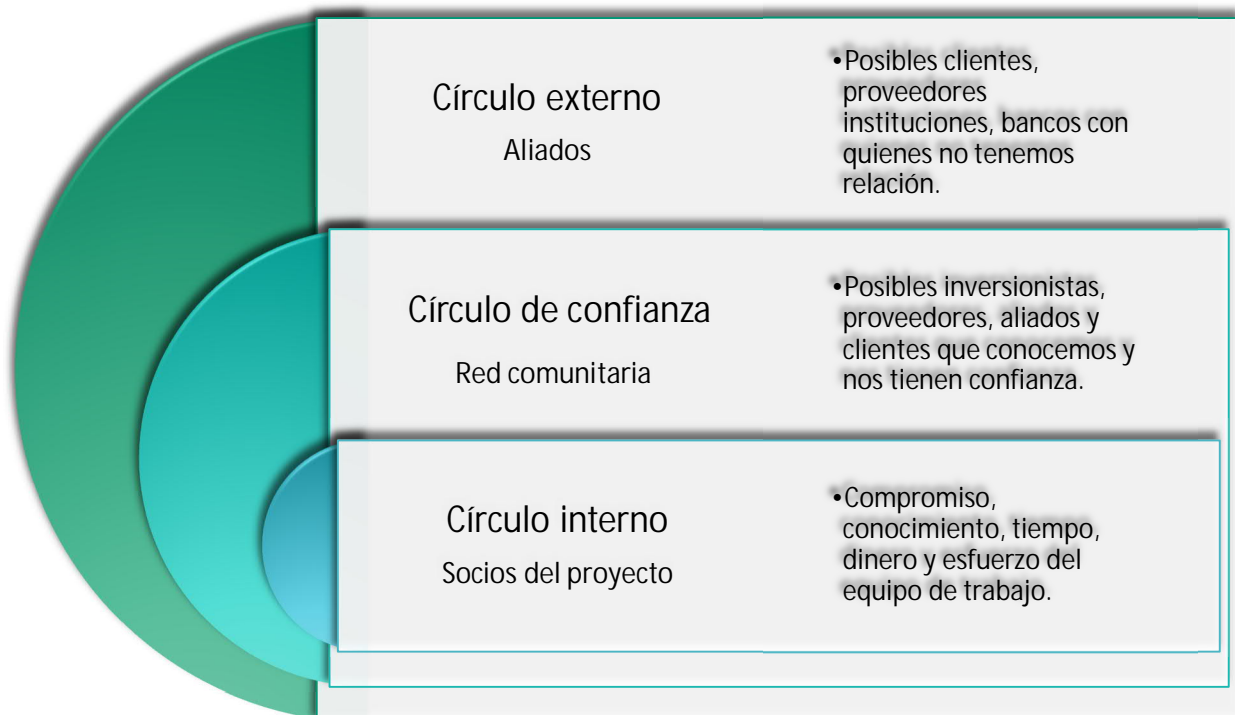 Círculo externo
Aliados
•Posibles clientes,
proveedores
instituciones, bancos con
quienes no tenemos
relación.
Círculo de confianza
Red comunitaria
•Posibles inversionistas,
proveedores, aliados y
clientes que conocemos y
nos tienen confianza.
Círculo interno
Socios del proyecto
•Compromiso,
conocimiento, tiempo,
dinero y esfuerzo del
equipo de trabajo.